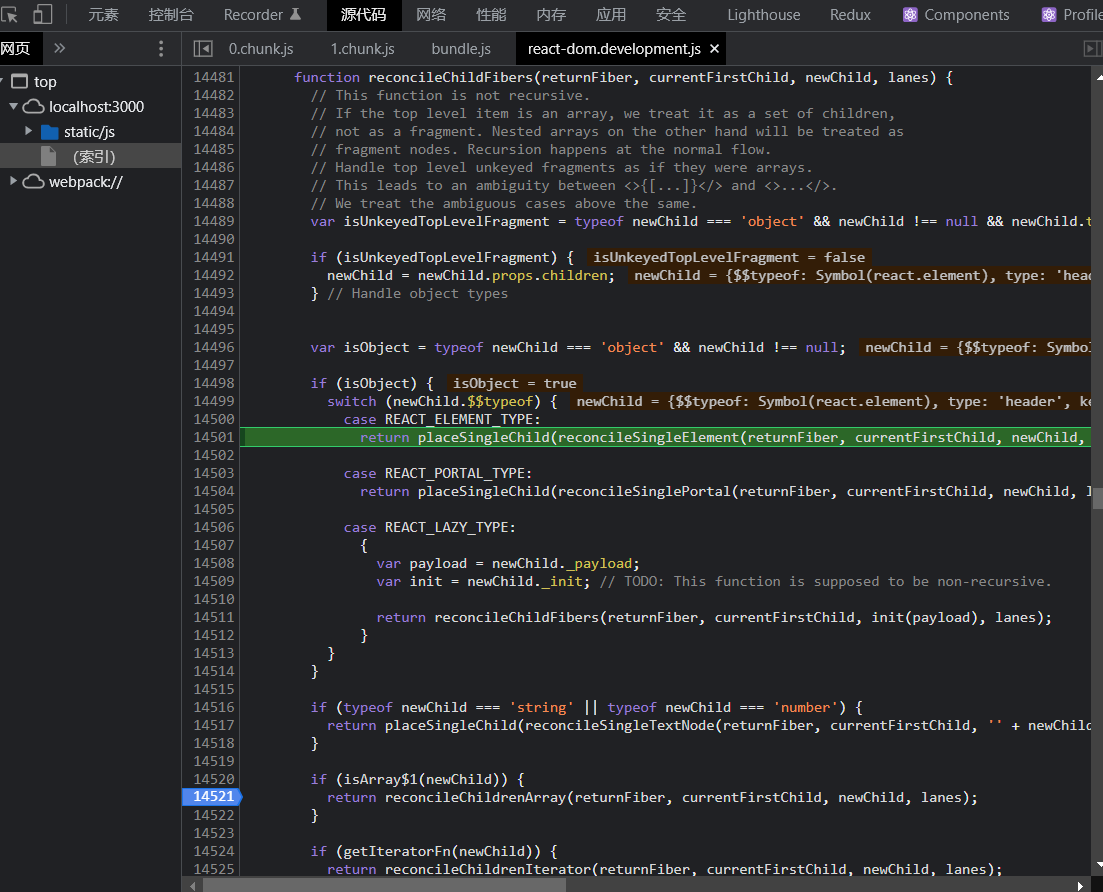 元素 控制台 Recorder 源代码 网络 性能 内存 应用 安全 Lighthouse Redux Components Profile
网页 0.chunk.js 1.chunk.js bundle.js react-dom.development.js ×
top
localhost:3000
static/js
(索引)
webpack://
14481 function reconcileChildFibers(returnFiber, currentFirstChild, newChild, lanes) {
14482 // This function is not recursive.
14483 // If the top level item is an array, we treat it as a set of children,
14484 // not as a fragment. Nested arrays on the other hand will be treated as
14485 // fragment nodes. Recursion happens at the normal flow.
14486 // Handle top level unkeyed fragments as if they were arrays.
14487 // This leads to an ambiguity between <>{[...]}</> and <>...</>.
14488 // We treat the ambiguous cases above the same.
14489 var isUnkeyedTopLevelFragment = typeof newChild === 'object' && newChild !== null && newChild.t
14490
14491 if (isUnkeyedTopLevelFragment) { isUnkeyedTopLevelFragment = false
14492 newChild = newChild.props.children; newChild = {$$typeof: Symbol(react.element), type: 'head
14493 } // Handle object types
14494
14495
14496 var isObject = typeof newChild === 'object' && newChild !== null; newChild = {$$typeof: Symbol
14497
14498 if (isObject) { isObject = true
14499 switch (newChild.$$typeof) { newChild = {$$typeof: Symbol(react.element), type: 'header', ke
14500 case REACT_ELEMENT_TYPE:
14501 return placeSingleChild(reconcileSingleElement(returnFiber, currentFirstChild, newChild,
14502
14503 case REACT_PORTAL_TYPE:
14504 return placeSingleChild(reconcileSinglePortal(returnFiber, currentFirstChild, newChild, l
14505
14506 case REACT_LAZY_TYPE:
14507 {
14508 var payload = newChild._payload;
14509 var init = newChild._init; // TODO: This function is supposed to be non-recursive.
14510
14511 return reconcileChildFibers(returnFiber, currentFirstChild, init(payload), lanes);
14512 }
14513 }
14514 }
14515
14516 if (typeof newChild === 'string' || typeof newChild === 'number') {
14517 return placeSingleChild(reconcileSingleTextNode(returnFiber, currentFirstChild, '' + newChild
14518 }
14519
14520 if (isArray$1(newChild)) {
14521 return reconcileChildrenArray(returnFiber, currentFirstChild, newChild, lanes);
14522 }
14523
14524 if (getIteratorFn(newChild)) {
14525 return reconcileChildrenIterator(returnFiber, currentFirstChild, newChild, lanes);